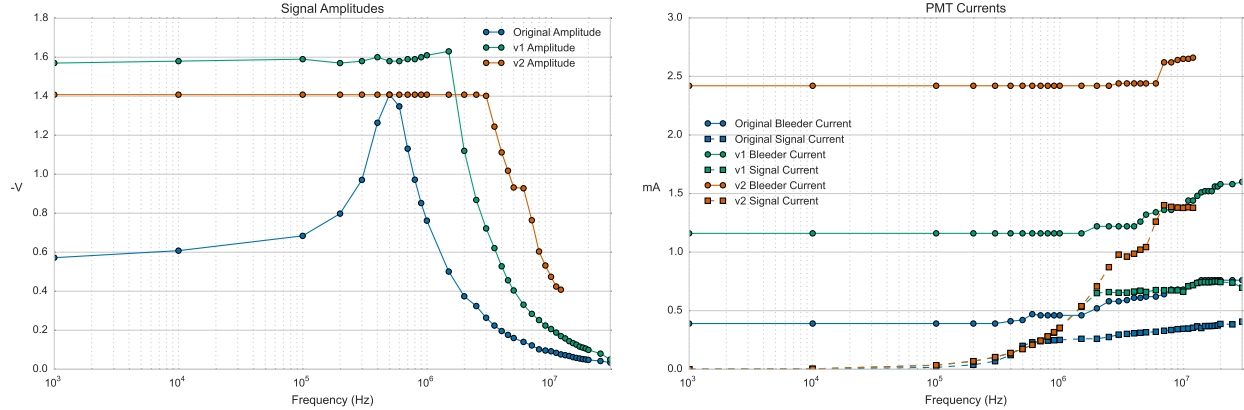 Signal Amplitudes
1.8
1.6
1.4
1.2
1.0
0.8
0.6
0.4
0.2
0.0
-V
Original Amplitude
v1 Amplitude
v2 Amplitude
10³ 10⁴ 10⁵ 10⁶ 10⁷
Frequency (Hz)
PMT Currents
3.0
2.5
2.0
1.5
1.0
0.5
0.0
mA
Original Bleeder Current
Original Signal Current
v1 Bleeder Current
v1 Signal Current
v2 Bleeder Current
v2 Signal Current
10³ 10⁴ 10⁵ 10⁶ 10⁷
Frequency (Hz)